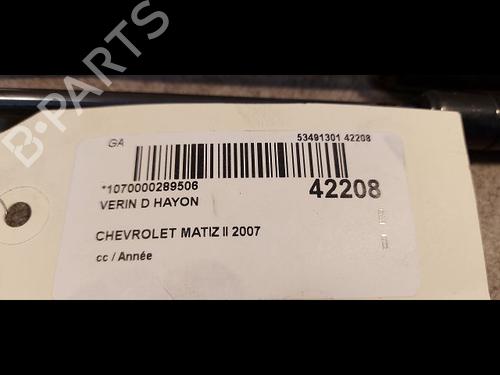 B-PARTS
GA
53491301 42208
*1070000289506
42208
VERIN D HAYON
CHEVROLET MATIZ II 2007
cc / Année